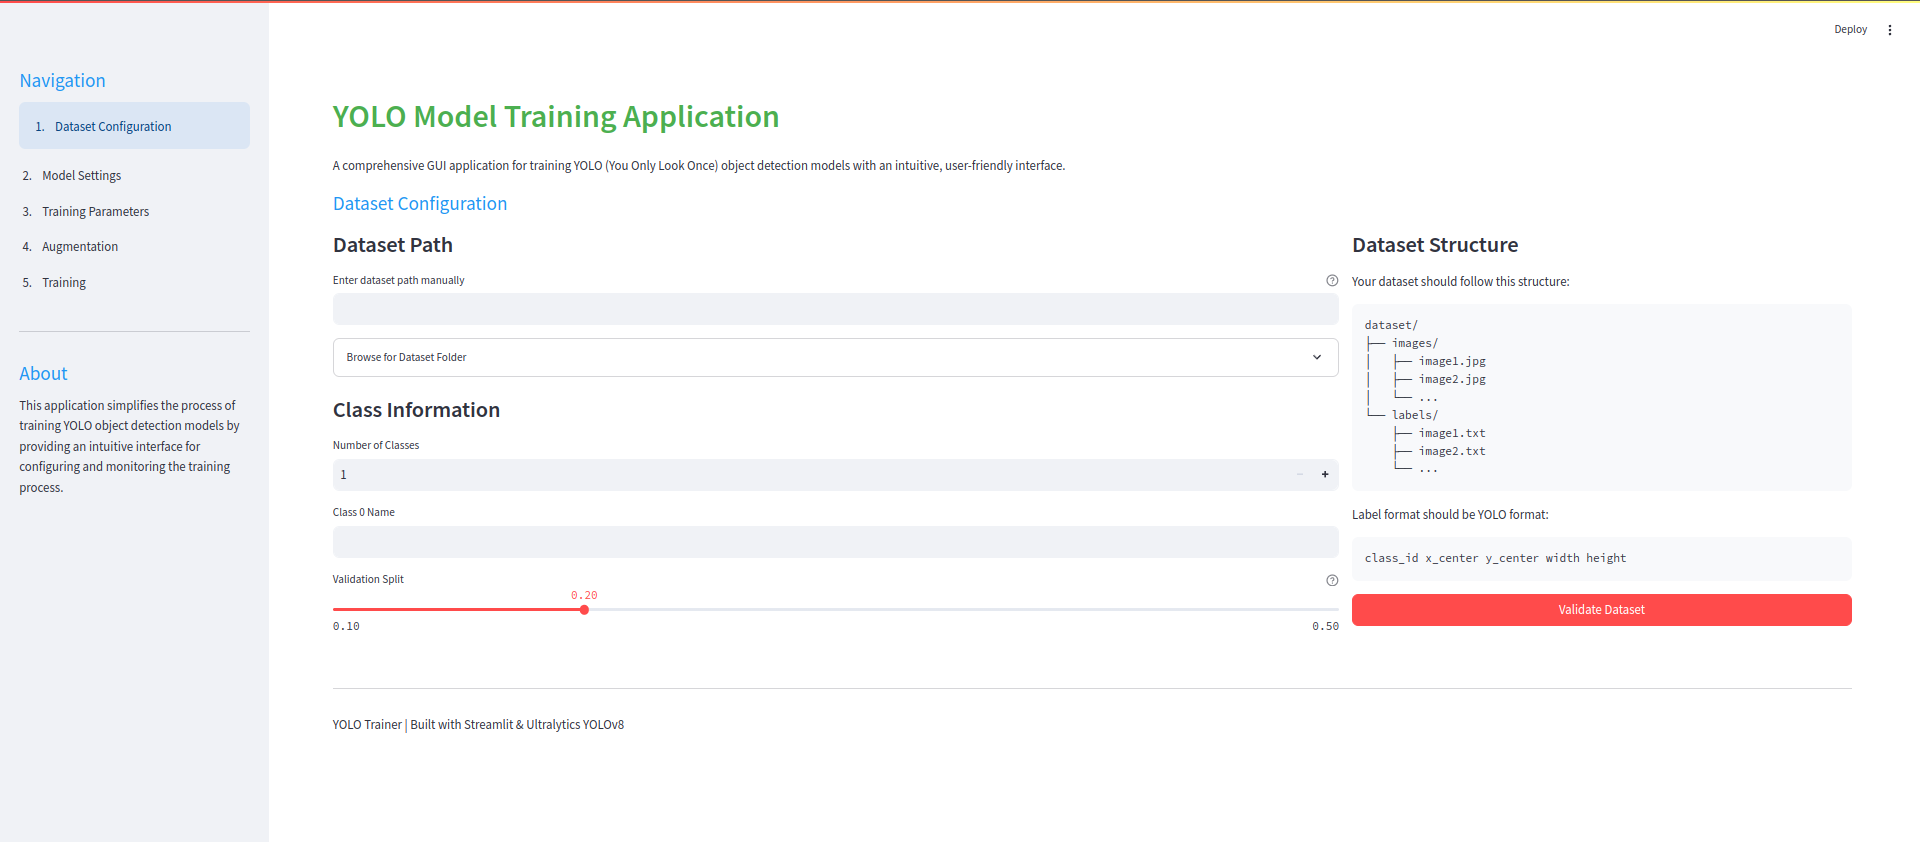 Deploy
Navigation
1. Dataset Configuration
2. Model Settings
3. Training Parameters
4. Augmentation
5. Training
About
This application simplifies the process of
training YOLO object detection models by
providing an intuitive interface for
configuring and monitoring the training
process.
YOLO Model Training Application
A comprehensive GUI application for training YOLO (You Only Look Once) object detection models with an intuitive, user-friendly interface.
Dataset Configuration
Dataset Path
Enter dataset path manually
Browse for Dataset Folder
Class Information
Number of Classes
1
Class 0 Name
Validation Split
0.20
0.10 0.50
Dataset Structure
Your dataset should follow this structure:
dataset/
├── images/
│   ├── image1.jpg
│   ├── image2.jpg
│   └── ...
└── labels/
    ├── image1.txt
    ├── image2.txt
    └── ...
Label format should be YOLO format:
class_id x_center y_center width height
Validate Dataset
YOLO Trainer | Built with Streamlit & Ultralytics YOLOv8